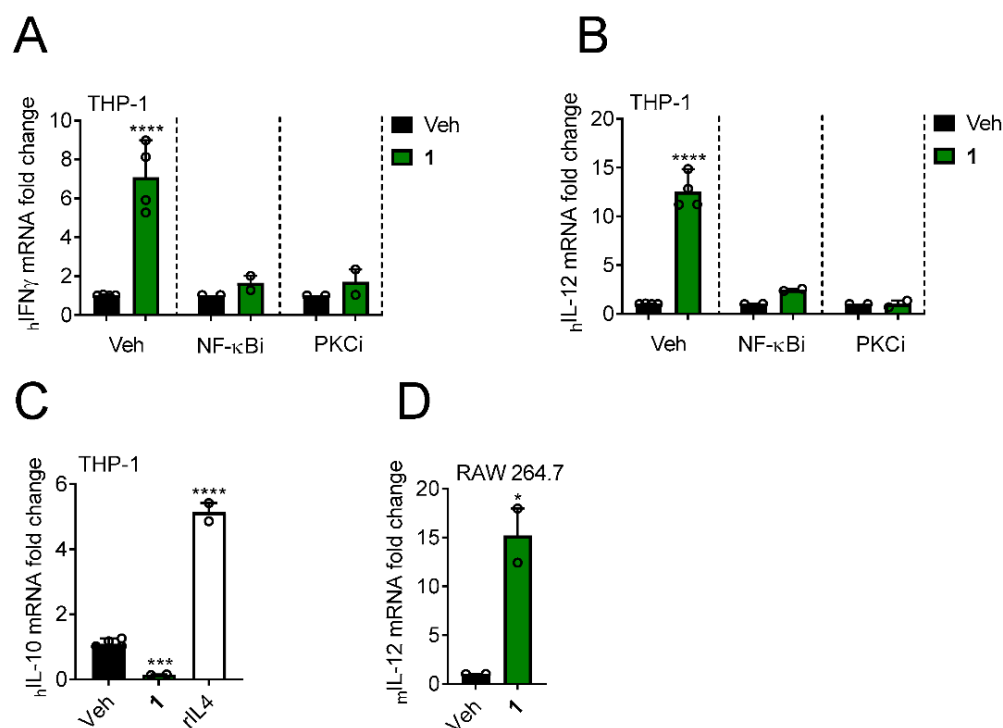 A
THP-1
hIFNγ mRNA fold change
10
8
6
4
2
0
****
Veh
NF-κBi
PKCi
Veh
1
B
THP-1
hIL-12 mRNA fold change
20
15
10
5
0
****
Veh
NF-κBi
PKCi
Veh
1
C
THP-1
hIL-10 mRNA fold change
6
4
2
0
***
****
Veh
1
rIL4
D
RAW 264.7
mIL-12 mRNA fold change
20
15
10
5
0
*
Veh
1